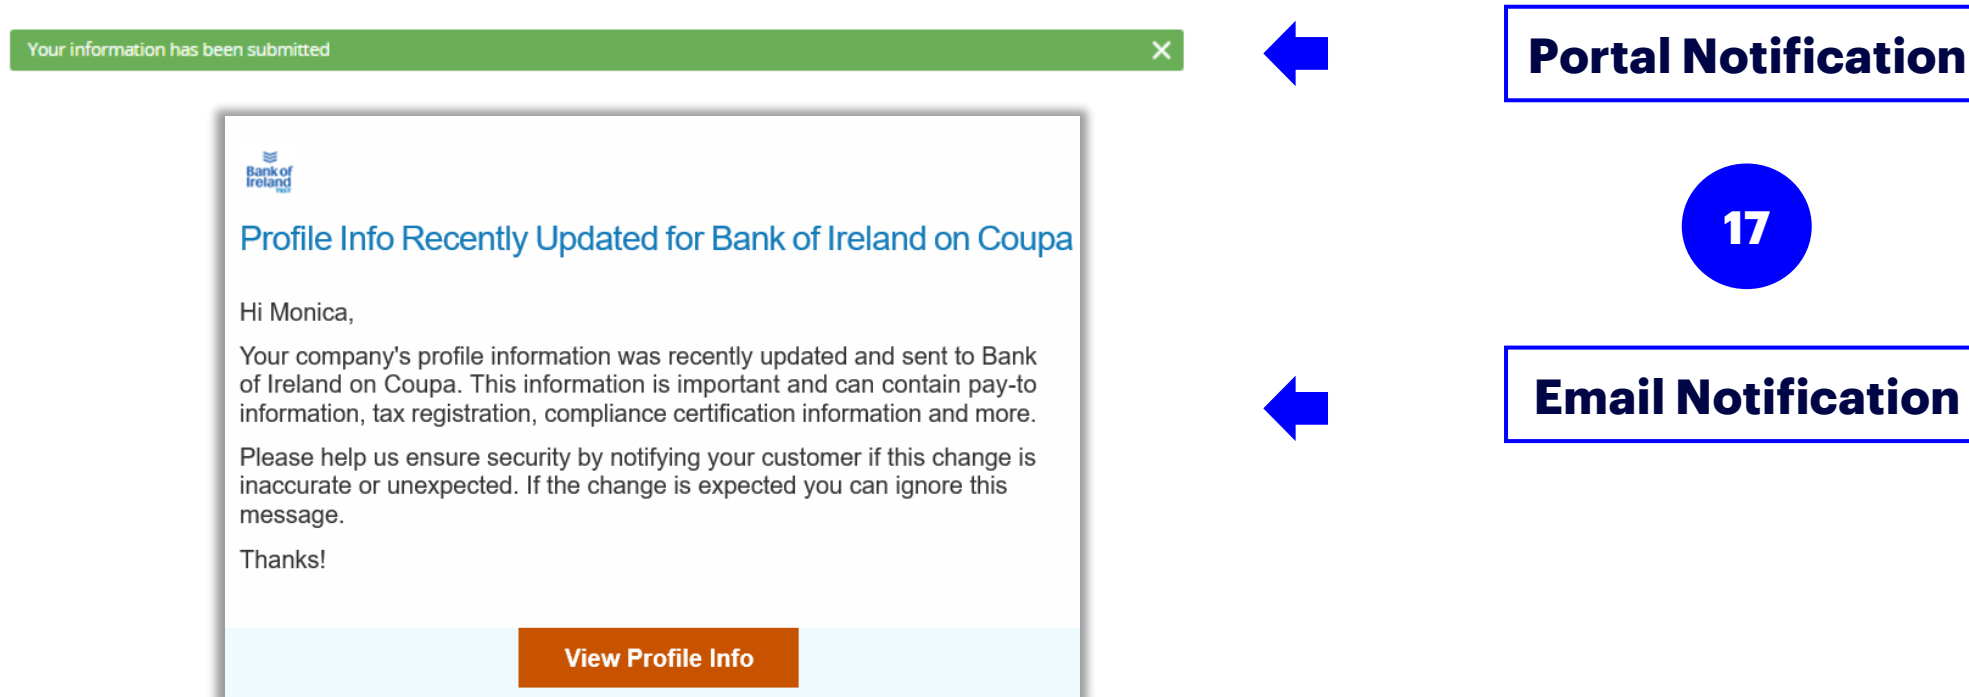 Your information has been submitted
Portal Notification
Bank of
Ireland
TEST
Profile Info Recently Updated for Bank of Ireland on Coupa
17
Hi Monica,
Your company's profile information was recently updated and sent to Bank
of Ireland on Coupa. This information is important and can contain pay-to
information, tax registration, compliance certification information and more.
Email Notification
Please help us ensure security by notifying your customer if this change is
inaccurate or unexpected. If the change is expected you can ignore this
message.
Thanks!
View Profile Info